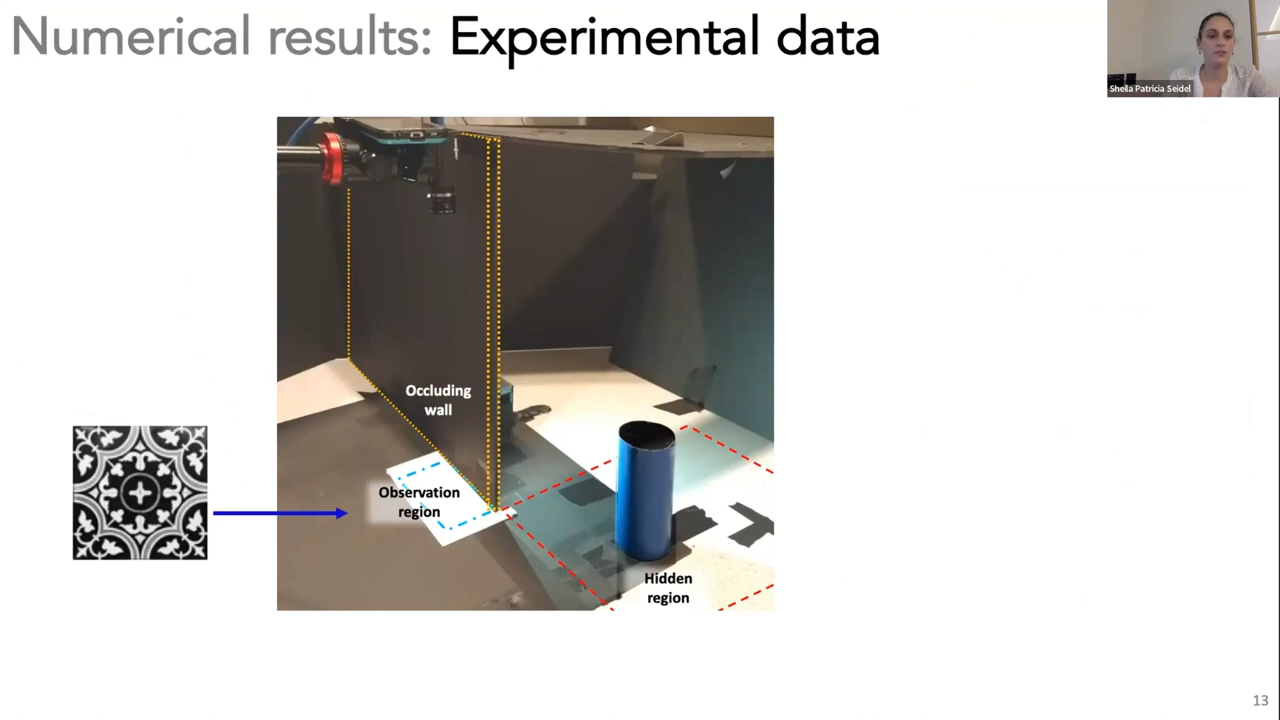 Numerical results: Experimental data
Sheila Patricia Seidel
Occluding
wall
Observation
region
Hidden
region
13